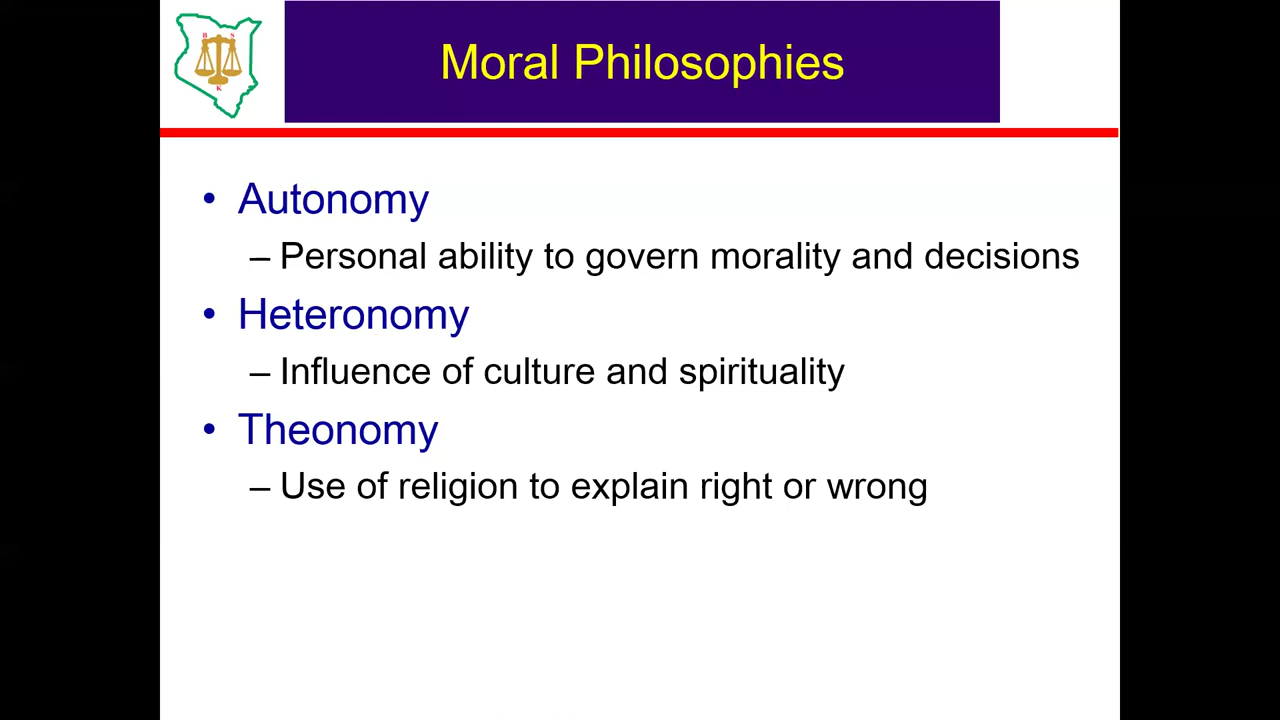 B S
K
Moral Philosophies
• Autonomy
– Personal ability to govern morality and decisions
• Heteronomy
– Influence of culture and spirituality
• Theonomy
– Use of religion to explain right or wrong